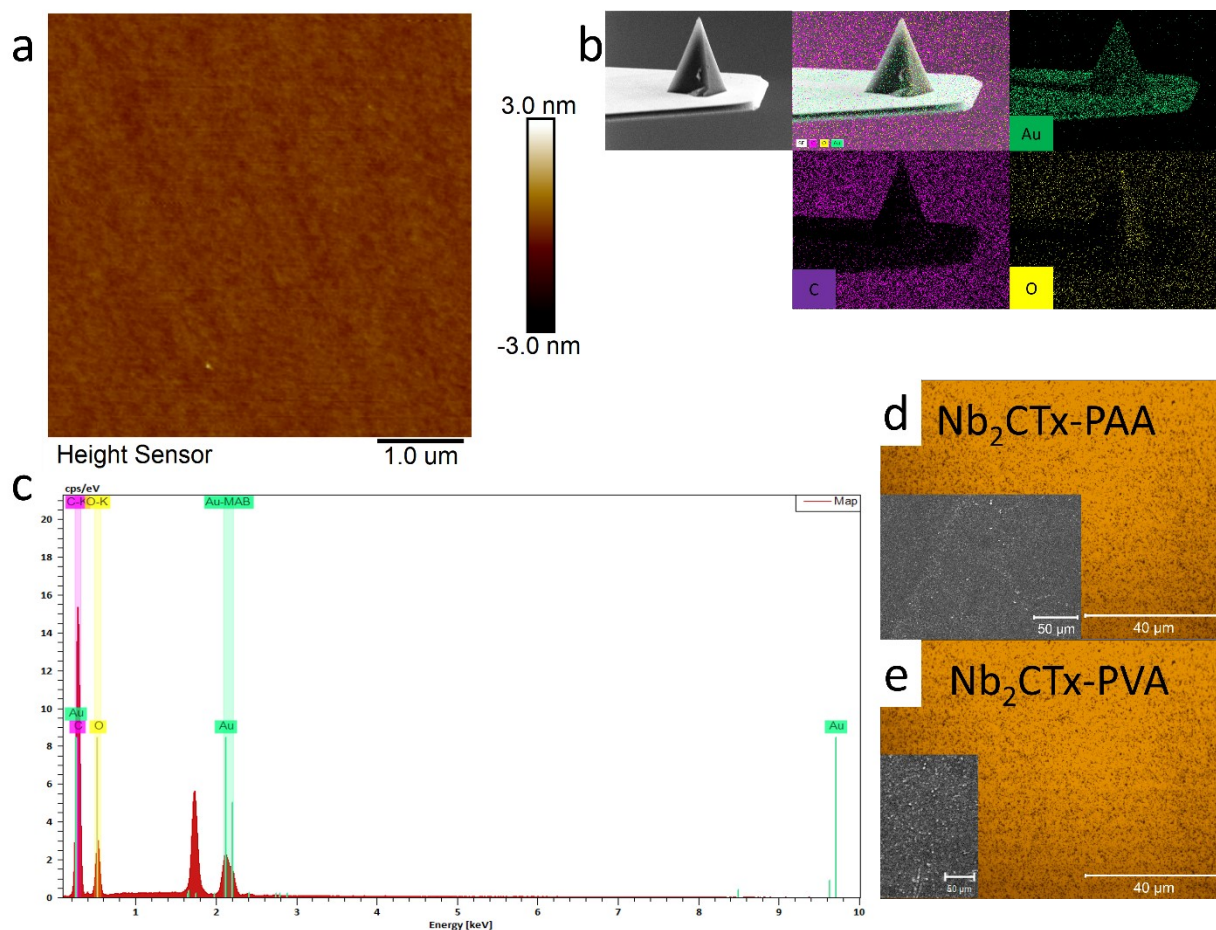 a
3.0 nm
-3.0 nm
Height Sensor
1.0 um
b
Au
C
O
c
cps/eV
C-K
O-K
Au-MAB
Map
20
18
16
14
12
10
8
6
4
2
0
Au
C
O
Au
Au
1
2
3
4
5
6
7
8
9
10
Energy [keV]
d
Nb₂CTx-PAA
50 µm
40 µm
e
Nb₂CTx-PVA
50 µm
40 µm